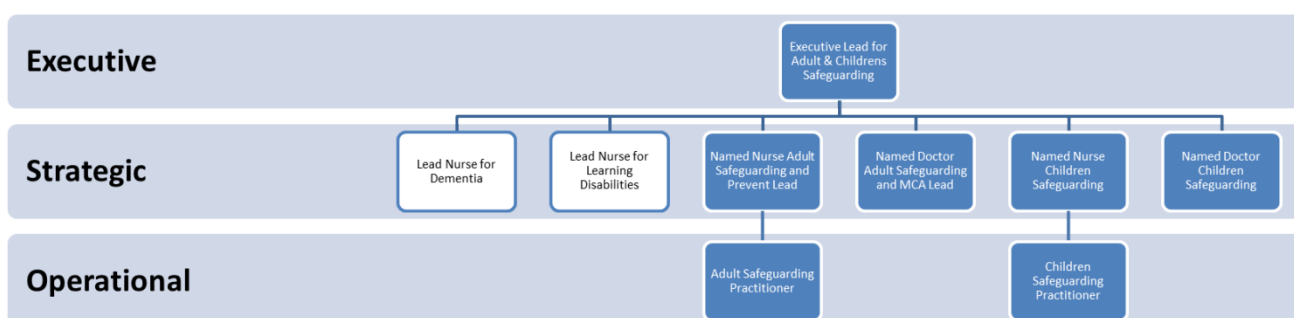 Executive
Executive Lead for
Adult & Childrens
Safeguarding
Strategic
Lead Nurse for
Dementia
Lead Nurse for
Learning
Disabilities
Named Nurse Adult
Safeguarding and
Prevent Lead
Named Doctor
Adult Safeguarding
and MCA Lead
Named Nurse
Children
Safeguarding
Named Doctor
Children
Safeguarding
Operational
Adult Safeguarding
Practitioner
Children
Safeguarding
Practitioner